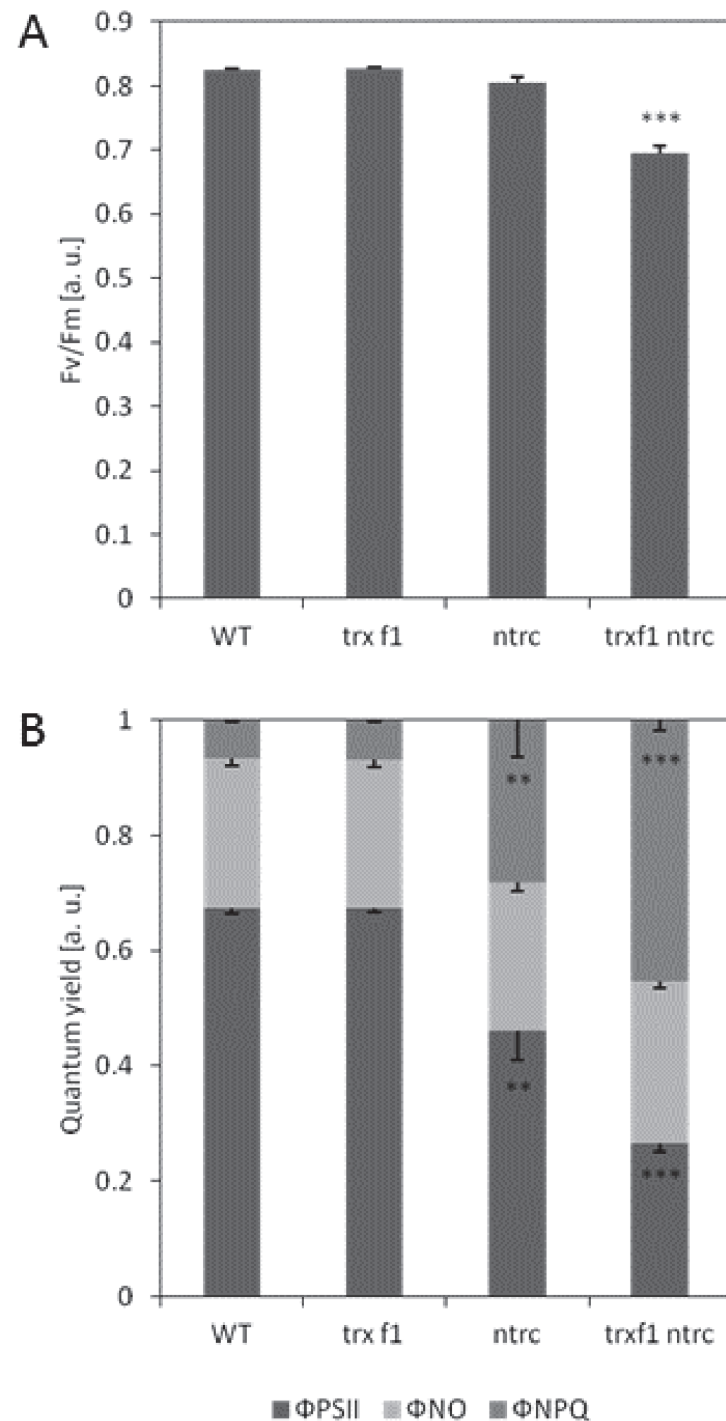 A
Fv/Fm [a. u.]
0.9
0.8
0.7
0.6
0.5
0.4
0.3
0.2
0.1
0
***
WT trx f1 ntrc trxf1 ntrc
B
Quantum yield [a. u.]
1
0.8
0.6
0.4
0.2
0
** ***
** ***
WT trx f1 ntrc trxf1 ntrc
ΦPSII ΦNO ΦNPQ